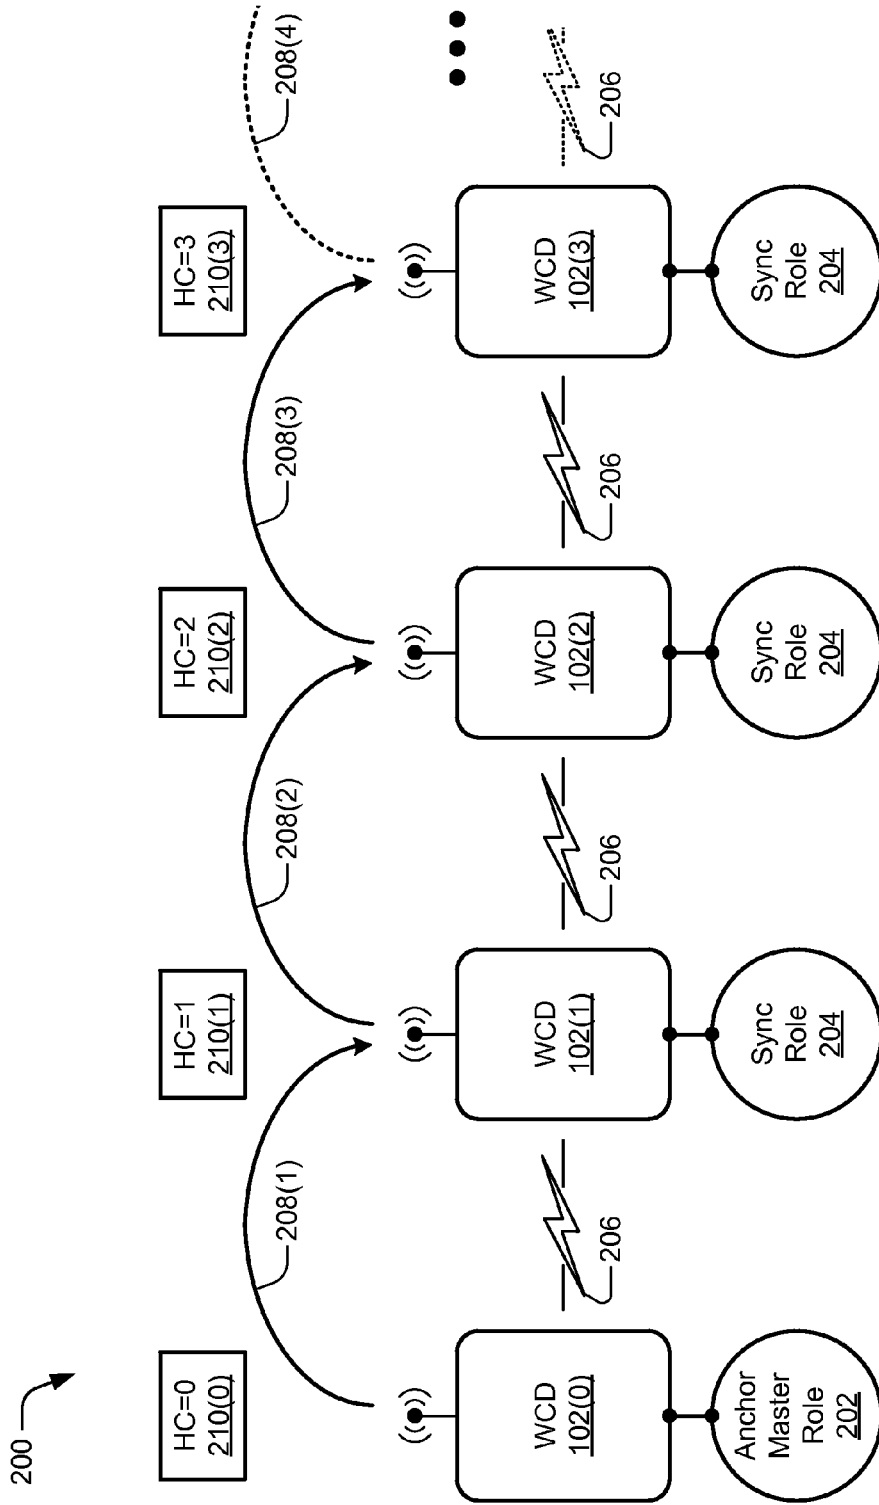 200
HC=0
210(0)
HC=1
210(1)
HC=2
210(2)
HC=3
210(3)
208(1)
208(2)
208(3)
208(4)
WCD
102(0)
WCD
102(1)
WCD
102(2)
WCD
102(3)
206
206
206
206
Anchor
Master
Role
202
Sync
Role
204
Sync
Role
204
Sync
Role
204